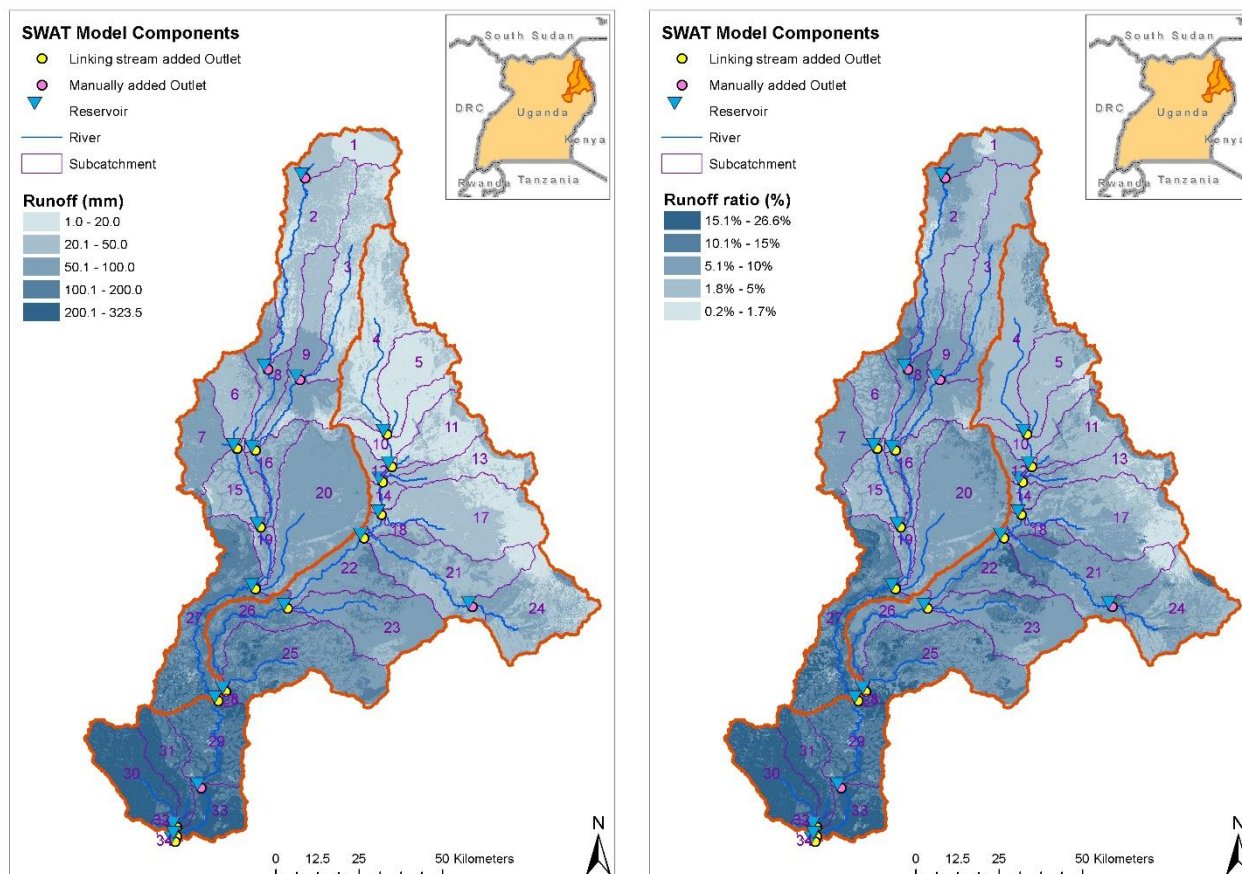 SWAT Model Components
Linking stream added Outlet
Manually added Outlet
Reservoir
River
Subcatchment
Runoff (mm)
1.0 - 20.0
20.1 - 50.0
50.1 - 100.0
100.1 - 200.0
200.1 - 323.5
South Sudan
DRC
Uganda
Kenya
Rwanda
Tanzania
1
2
3
4
5
6
7
8
9
10
11
12
13
14
15
16
17
18
19
20
21
22
23
24
25
26
27
28
29
30
31
33
34
N
0 12.5 25 50 Kilometers
SWAT Model Components
Linking stream added Outlet
Manually added Outlet
Reservoir
River
Subcatchment
Runoff ratio (%)
15.1% - 26.6%
10.1% - 15%
5.1% - 10%
1.8% - 5%
0.2% - 1.7%
South Sudan
DRC
Uganda
Kenya
Rwanda
Tanzania
1
2
3
4
5
6
7
8
9
10
11
12
13
14
15
16
17
18
19
20
21
22
23
24
25
26
27
28
29
30
31
33
34
N
0 12.5 25 50 Kilometers